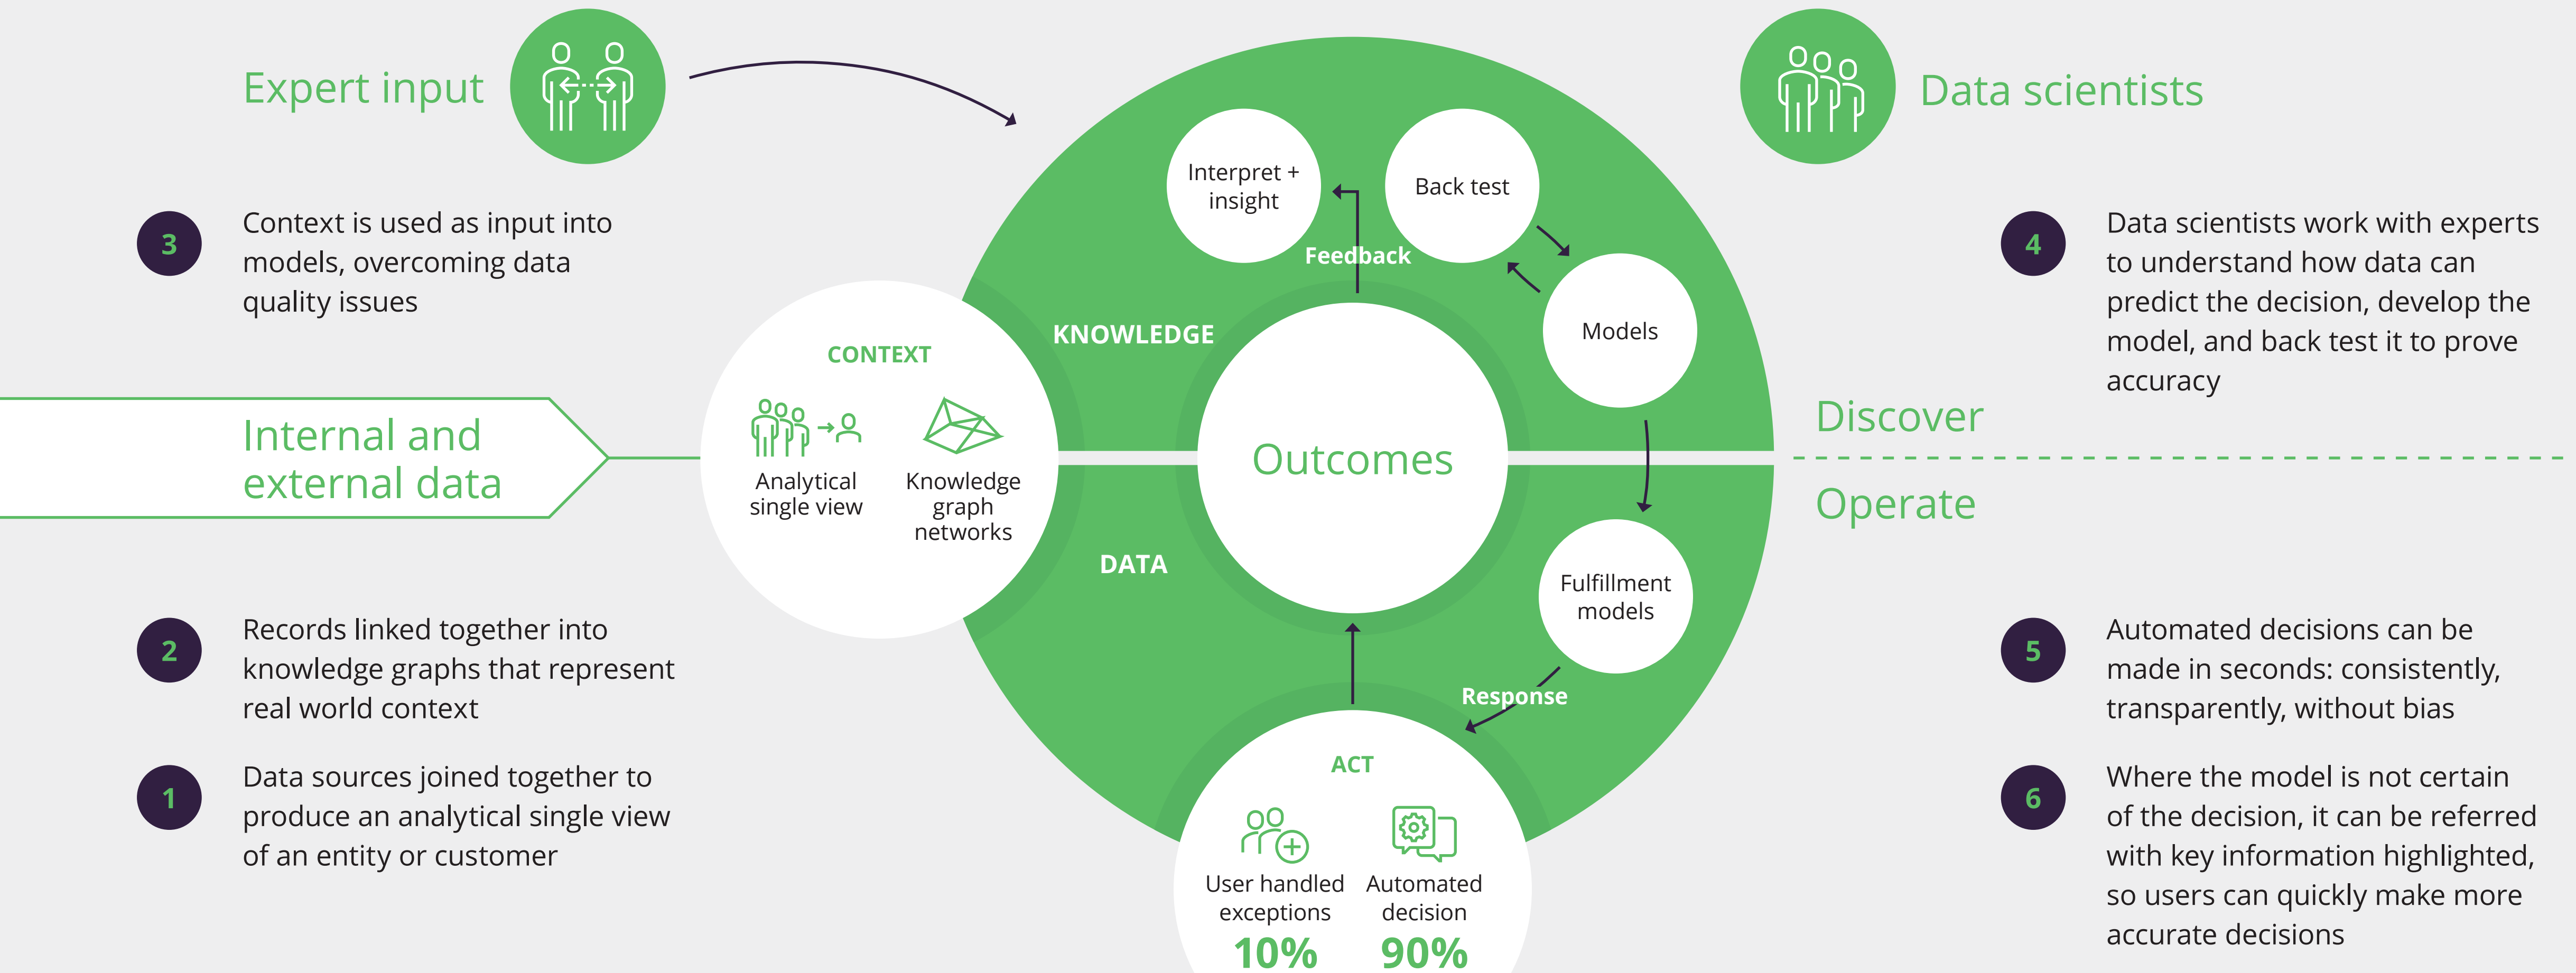 Expert input
Data scientists
3
Context is used as input into
models, overcoming data
quality issues
Internal and
external data
2
Records linked together into
knowledge graphs that represent
real world context
1
Data sources joined together to
produce an analytical single view
of an entity or customer
CONTEXT
Analytical
single view
Knowledge
graph
networks
KNOWLEDGE
DATA
Interpret +
insight
Feedback
Back test
Models
Outcomes
Fulfillment
models
Response
ACT
User handled
exceptions
10%
Automated
decision
90%
4
Data scientists work with experts
to understand how data can
predict the decision, develop the
model, and back test it to prove
accuracy
Discover
Operate
5
Automated decisions can be
made in seconds: consistently,
transparently, without bias
6
Where the model is not certain
of the decision, it can be referred
with key information highlighted,
so users can quickly make more
accurate decisions